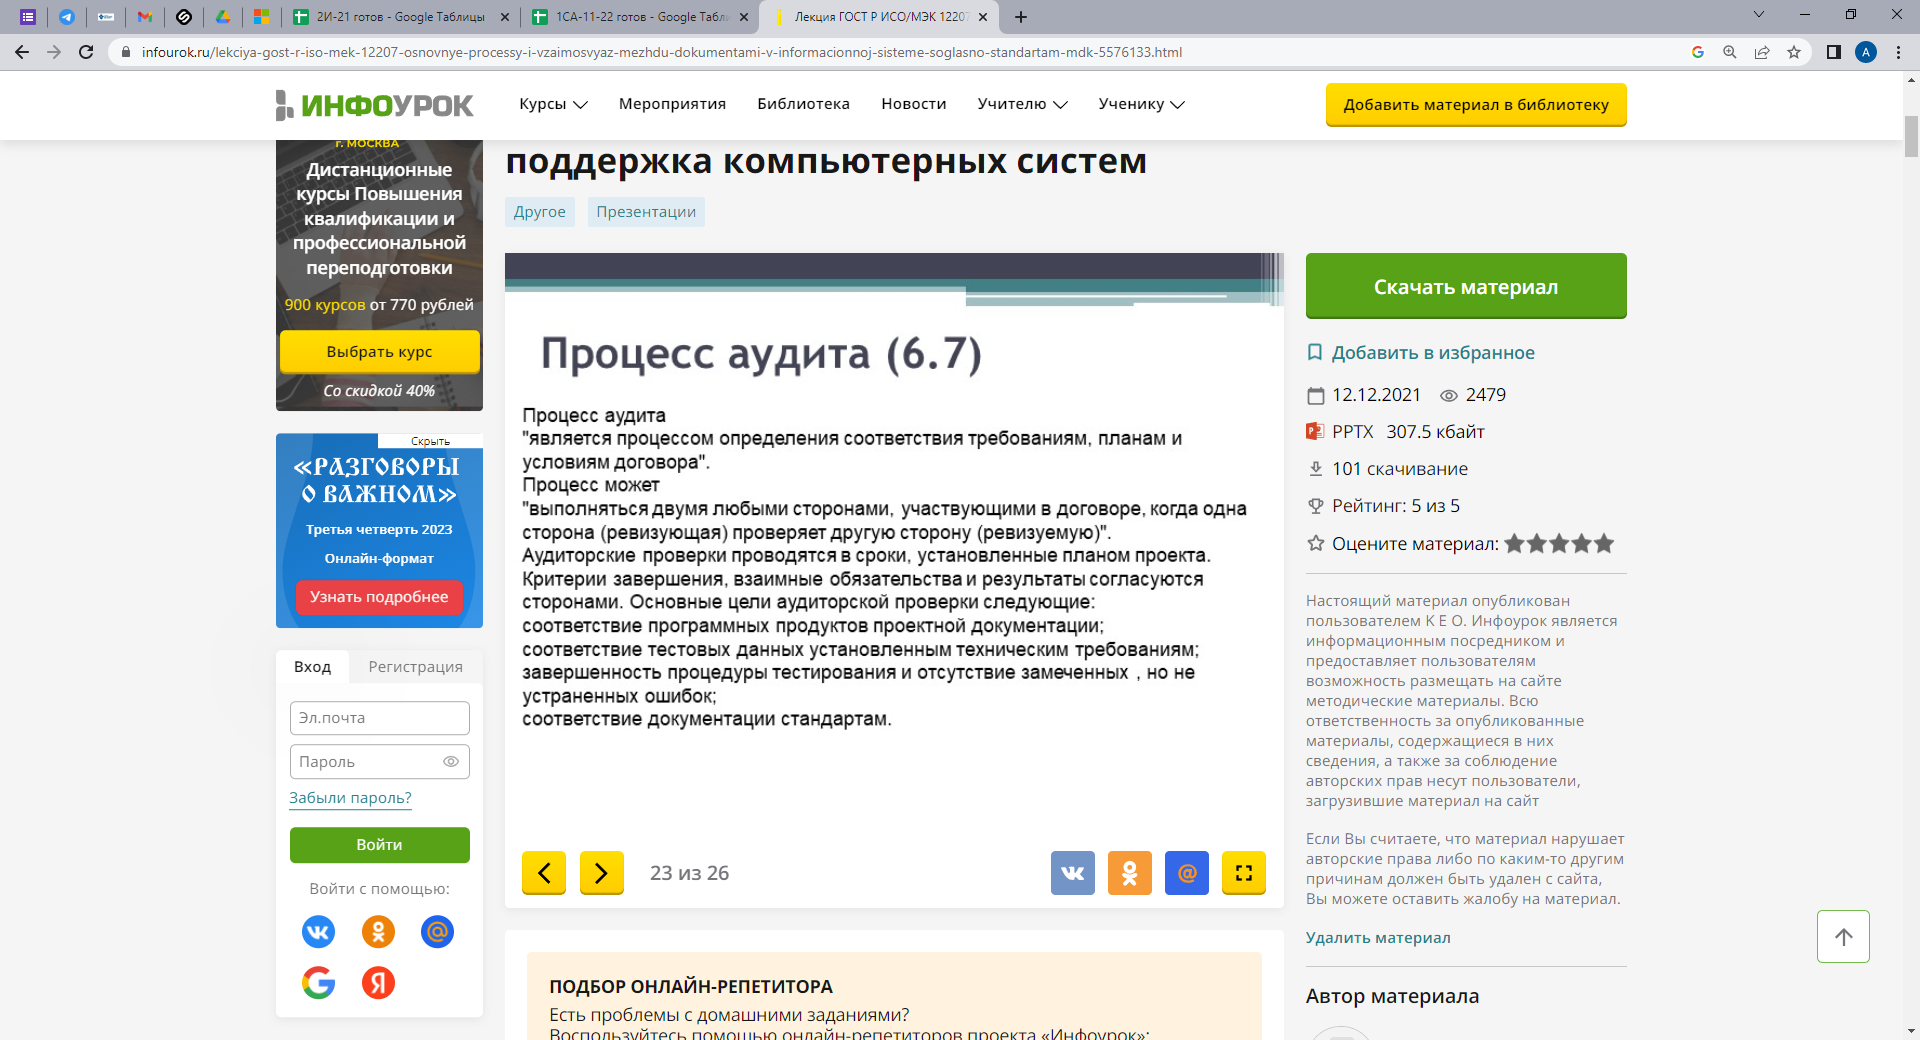 2И-21 готов - Google Таблицы
1СА-11-22 готов - Google Табли
Лекция ГОСТ Р ИСО/МЭК 12207
infourok.ru/lekciya-gost-r-iso-mek-12207-osnovnye-processy-i-vzaimosvyaz-mezhdu-dokumentami-v-informacionnoj-sisteme-soglasno-standartam-mdk-5576133.html
A
ИНФОУРОК
Курсы
Мероприятия
Библиотека
Новости
Учителю
Ученику
Добавить материал в библиотеку
г. МОСКВА
Дистанционные
курсы Повышения
квалификации и
профессиональной
переподготовки
900 курсов от 770 рублей
Выбрать курс
Со скидкой 40%
Скрыть
«РАЗГОВОРЫ
О ВАЖНОМ»
Третья четверть 2023
Онлайн-формат
Узнать подробнее
Вход
Регистрация
Эл.почта
Пароль
Забыли пароль?
Войти
Войти с помощью:
поддержка компьютерных систем
Другое
Презентации
Процесс аудита (6.7)
Процесс аудита
"является процессом определения соответствия требованиям, планам и
условиям договора".
Процесс может
"выполняться двумя любыми сторонами, участвующими в договоре, когда одна
сторона (ревизующая) проверяет другую сторону (ревизуемую)".
Аудиторские проверки проводятся в сроки, установленные планом проекта.
Критерии завершения, взаимные обязательства и результаты согласуются
сторонами. Основные цели аудиторской проверки следующие:
соответствие программных продуктов проектной документации;
соответствие тестовых данных установленным техническим требованиям;
завершенность процедуры тестирования и отсутствие замеченных , но не
устраненных ошибок;
соответствие документации стандартам.
23 из 26
ПОДБОР ОНЛАЙН-РЕПЕТИТОРА
Есть проблемы с домашними заданиями?
Воспользуйтесь помощью онлайн-репетиторов проекта «Инфоурок»:
Скачать материал
Добавить в избранное
12.12.2021 2479
PPTX 307.5 кбайт
101 скачивание
Рейтинг: 5 из 5
Оцените материал:
Настоящий материал опубликован
пользователем K E O. Инфоурок является
информационным посредником и
предоставляет пользователям
возможность размещать на сайте
методические материалы. Всю
ответственность за опубликованные
материалы, содержащиеся в них
сведения, а также за соблюдение
авторских прав несут пользователи,
загрузившие материал на сайт
Если Вы считаете, что материал нарушает
авторские права либо по каким-то другим
причинам должен быть удален с сайта,
Вы можете оставить жалобу на материал.
Удалить материал
Автор материала